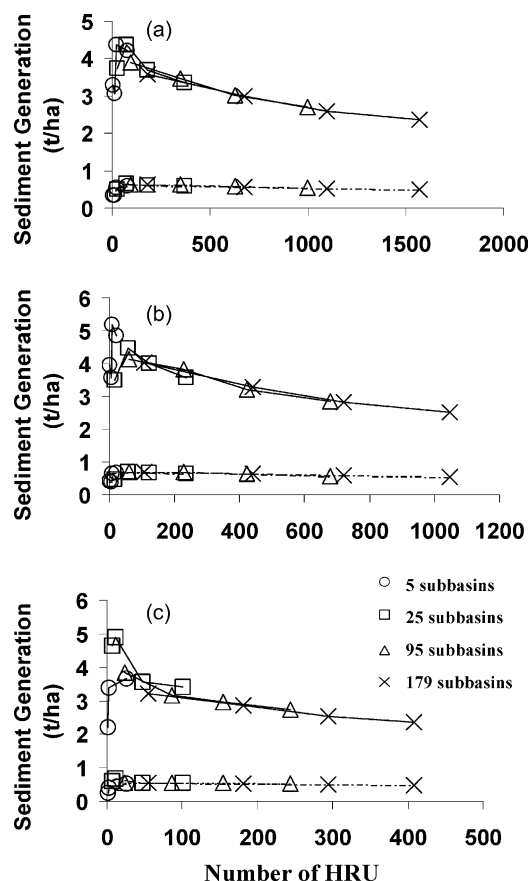 Sediment Generation
(t/ha)
(a)
5
4
3
2
1
0
0 500 1000 1500 2000
Sediment Generation
(t/ha)
(b)
6
5
4
3
2
1
0
0 200 400 600 800 1000 1200
Sediment Generation
(t/ha)
(c)
6
5
4
3
2
1
0
5 subbasins
25 subbasins
95 subbasins
179 subbasins
0 100 200 300 400 500
Number of HRU